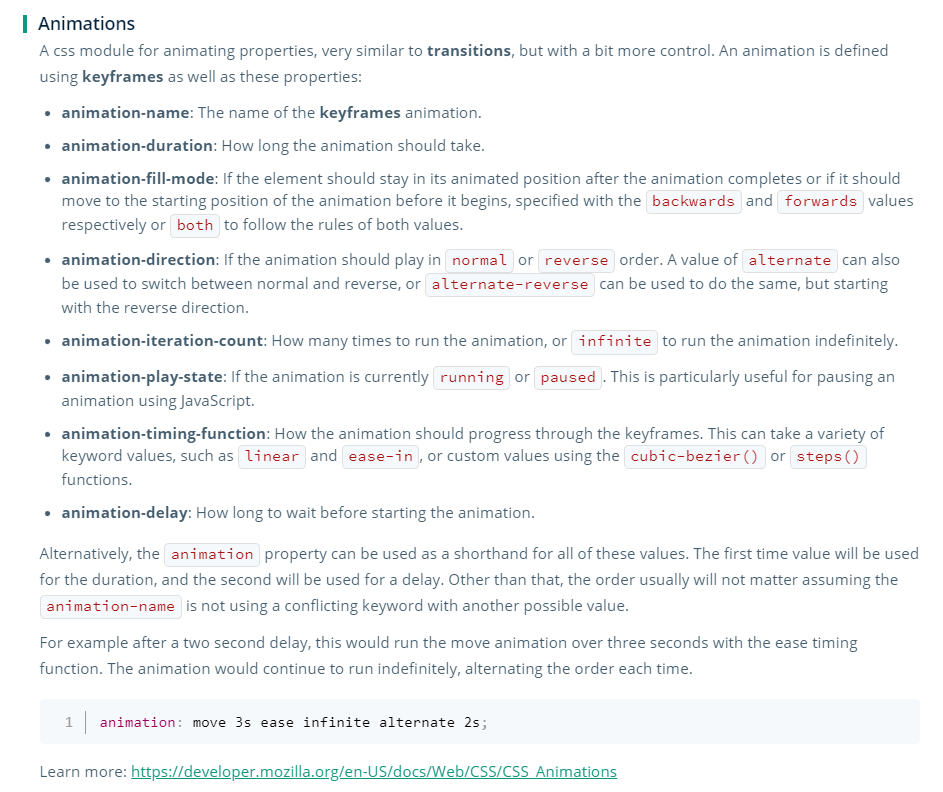 Animations
A css module for animating properties, very similar to transitions, but with a bit more control. An animation is defined
using keyframes as well as these properties:
• animation-name: The name of the keyframes animation.
• animation-duration: How long the animation should take.
• animation-fill-mode: If the element should stay in its animated position after the animation completes or if it should
move to the starting position of the animation before it begins, specified with the backwards and forwards values
respectively or both to follow the rules of both values.
• animation-direction: If the animation should play in normal or reverse order. A value of alternate can also
be used to switch between normal and reverse, or alternate-reverse can be used to do the same, but starting
with the reverse direction.
• animation-iteration-count: How many times to run the animation, or infinite to run the animation indefinitely.
• animation-play-state: If the animation is currently running or paused. This is particularly useful for pausing an
animation using JavaScript.
• animation-timing-function: How the animation should progress through the keyframes. This can take a variety of
keyword values, such as linear and ease-in, or custom values using the cubic-bezier() or steps()
functions.
• animation-delay: How long to wait before starting the animation.
Alternatively, the animation property can be used as a shorthand for all of these values. The first time value will be used
for the duration, and the second will be used for a delay. Other than that, the order usually will not matter assuming the
animation-name is not using a conflicting keyword with another possible value.
For example after a two second delay, this would run the move animation over three seconds with the ease timing
function. The animation would continue to run indefinitely, alternating the order each time.
1 animation: move 3s ease infinite alternate 2s;
Learn more: https://developer.mozilla.org/en-US/docs/Web/CSS/CSS_Animations